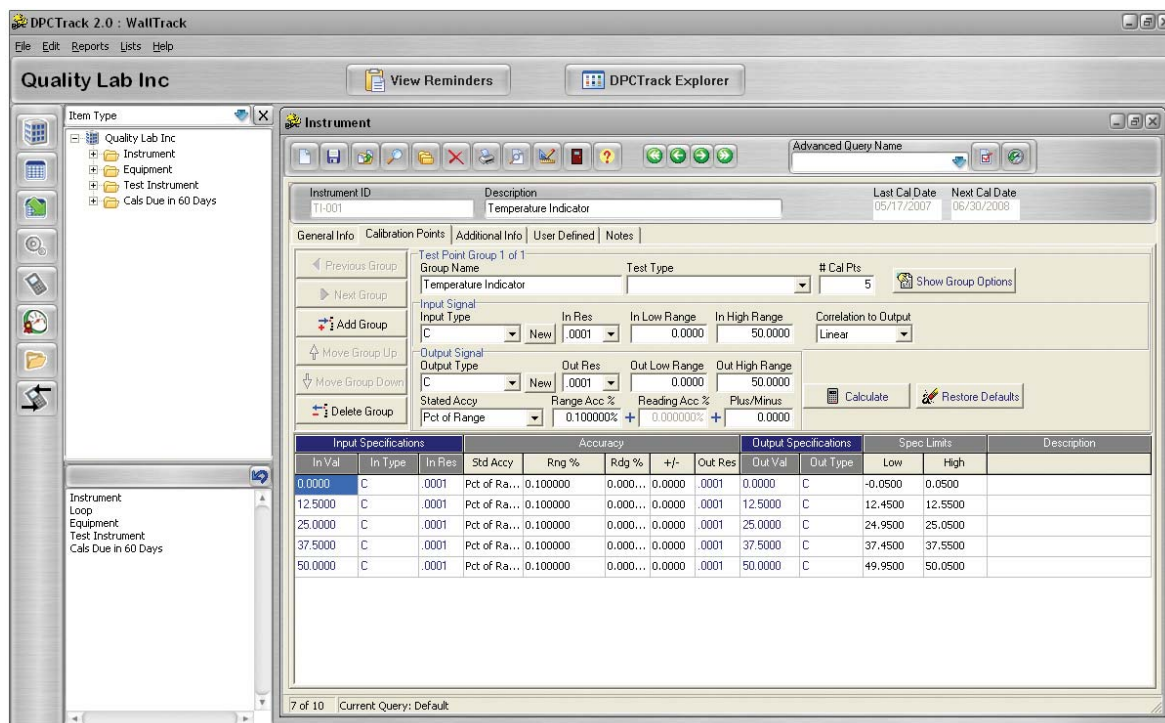 DPCTrack 2.0 : WallTrack
File Edit Reports Lists Help
Quality Lab Inc
View Reminders
DPCTrack Explorer
Item Type
Quality Lab Inc
Instrument
Equipment
Test Instrument
Cals Due in 60 Days
Instrument
Loop
Equipment
Test Instrument
Cals Due in 60 Days
Instrument
Advanced Query Name
Instrument ID Description Last Cal Date Next Cal Date
TI-001 Temperature Indicator 05/17/2007 06/30/2008
General Info Calibration Points Additional Info User Defined Notes
Previous Group
Next Group
Add Group
Move Group Up
Move Group Down
Delete Group
Test Point Group 1 of 1
Group Name Test Type # Cal Pts
Temperature Indicator 5 Show Group Options
Input Signal
Input Type In Res In Low Range In High Range Correlation to Output
C New .0001 0.0000 50.0000 Linear
Output Signal
Output Type Out Res Out Low Range Out High Range
C New .0001 0.0000 50.0000
Stated Accy Range Acc % Reading Acc % Plus/Minus
Pct of Range 0.100000% + 0.000000% + 0.0000
Calculate Restore Defaults
Input Specifications Accuracy Output Specifications Spec Limits Description
In Val In Type In Res Std Accy Rng % Rdg % +/- Out Res Out Val Out Type Low High
0.0000 C .0001 Pct of Ra... 0.100000 0.000... 0.0000 .0001 0.0000 C -0.0500 0.0500
12.5000 C .0001 Pct of Ra... 0.100000 0.000... 0.0000 .0001 12.5000 C 12.4500 12.5500
25.0000 C .0001 Pct of Ra... 0.100000 0.000... 0.0000 .0001 25.0000 C 24.9500 25.0500
37.5000 C .0001 Pct of Ra... 0.100000 0.000... 0.0000 .0001 37.5000 C 37.4500 37.5500
50.0000 C .0001 Pct of Ra... 0.100000 0.000... 0.0000 .0001 50.0000 C 49.9500 50.0500
7 of 10 Current Query: Default